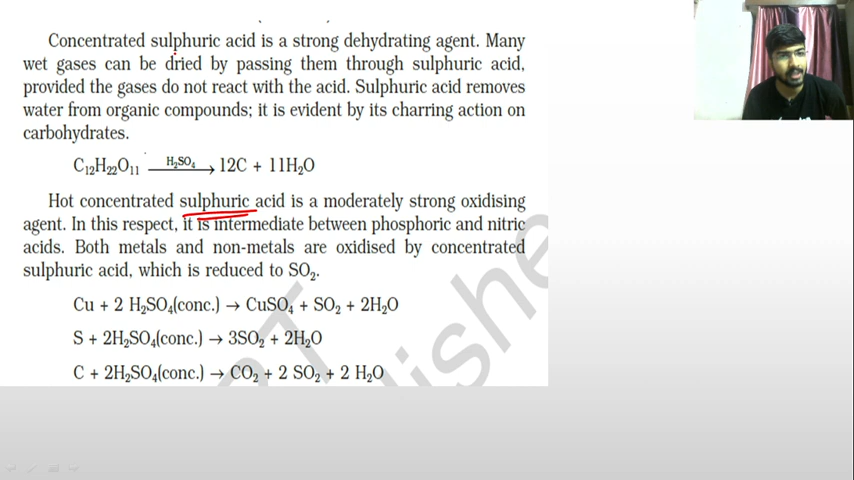 Concentrated sulphuric acid is a strong dehydrating agent. Many
wet gases can be dried by passing them through sulphuric acid,
provided the gases do not react with the acid. Sulphuric acid removes
water from organic compounds; it is evident by its charring action on
carbohydrates.
C₁₂H₂₂O₁₁ —H₂SO₄→ 12C + 11H₂O
Hot concentrated sulphuric acid is a moderately strong oxidising
agent. In this respect, it is intermediate between phosphoric and nitric
acids. Both metals and non-metals are oxidised by concentrated
sulphuric acid, which is reduced to SO₂.
Cu + 2 H₂SO₄(conc.) → CuSO₄ + SO₂ + 2H₂O
S + 2H₂SO₄(conc.) → 3SO₂ + 2H₂O
C + 2H₂SO₄(conc.) → CO₂ + 2 SO₂ + 2 H₂O